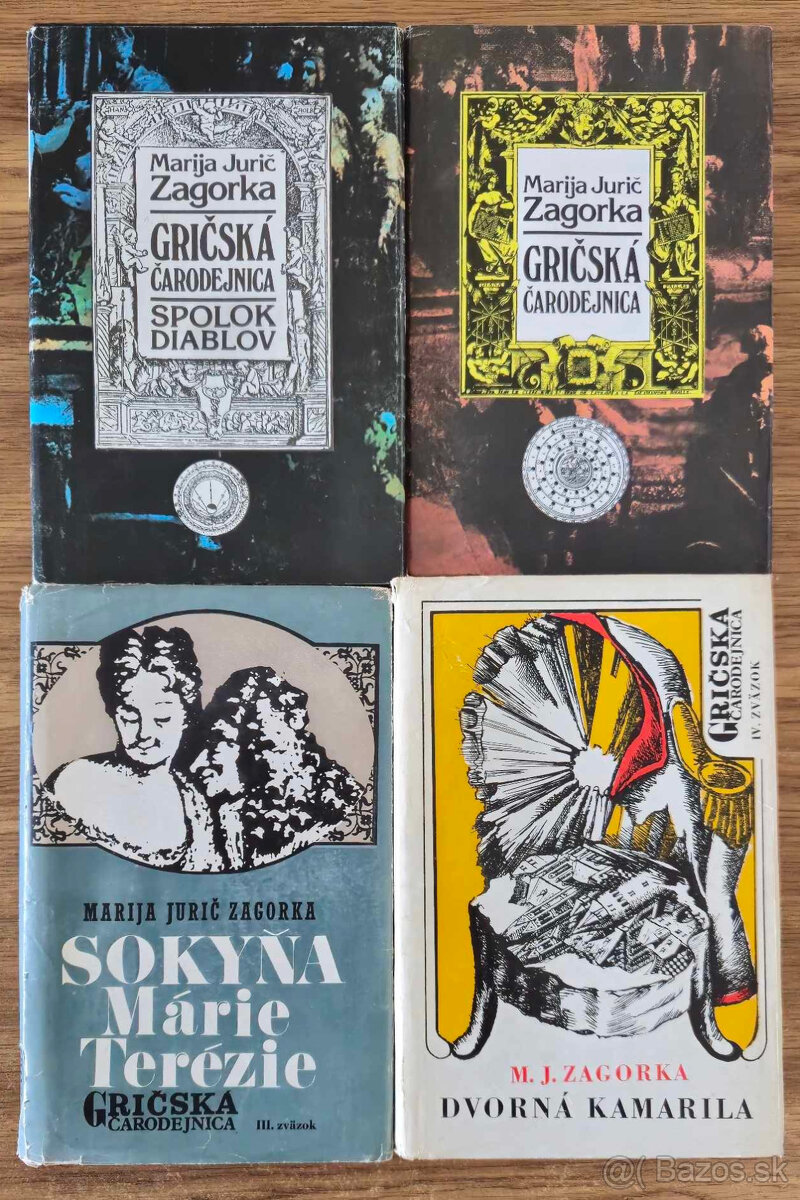 Marija Jurič
Zagorka
GRIČSKÁ
ČARODEJNICA
SPOLOK
DIABLOV
Marija Jurič
Zagorka
GRIČSKÁ
ČARODEJNICA
MARIJA JURIČ ZAGORKA
SOKYŇA
Márie
Terézie
GRIČSKA
ČARODEJNICA
III. zväzok
GRIČSKA
ČARODEJNICA
IV. ZVÄZOK
M. J. ZAGORKA
DVORNÁ KAMARILA
Bazos.sk